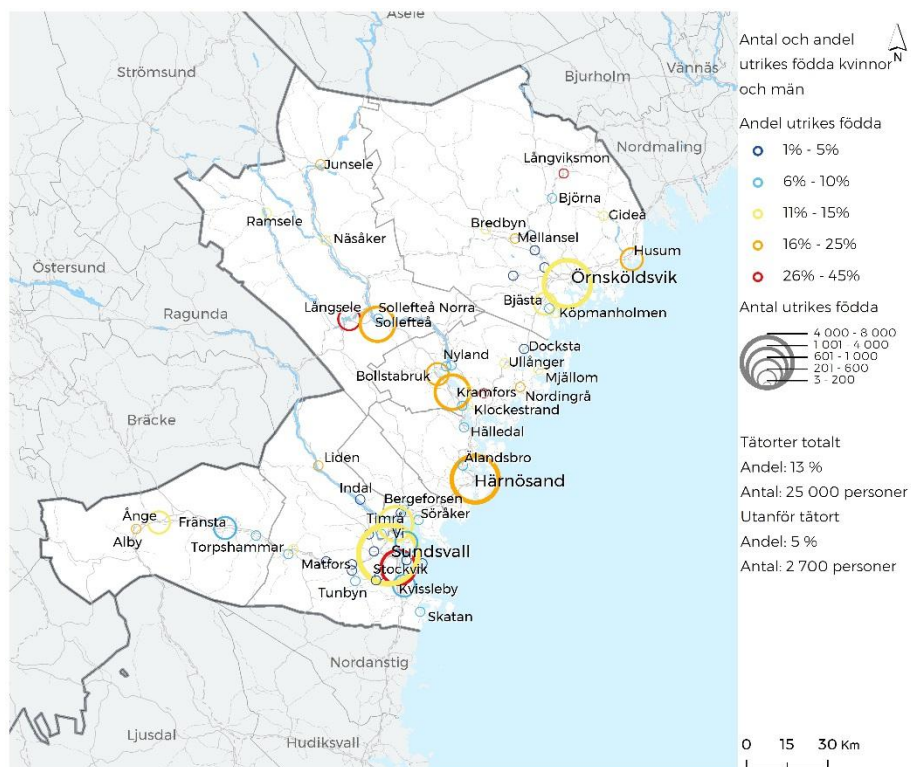 Åsele
Strömsund
Bjurholm
Vännäs
Nordmaling
Junsele
Långviksmon
Björna
Ramsele
Gideå
Bredbyn
Näsåker
Mellansel
Husum
Östersund
Örnsköldsvik
Ragunda
Långsele
Sollefteå Norra
Sollefteå
Bjästa
Köpmanholmen
Docksta
Nyland
Ullånger
Bollstabruk
Mjällom
Kramfors
Nordingrå
Klockestrand
Bräcke
Hälledal
Liden
Älandsbro
Härnösand
Indal
Bergeforsen
Ånge
Fränsta
Timrå
Söråker
Alby
Vi
Torpshammar
Sundsvall
Matfors
Stockvik
Tunbyn
Kvissleby
Skatan
Nordanstig
Ljusdal
Hudiksvall
Antal och andel
utrikes födda kvinnor
och män
N
Andel utrikes födda
1% - 5%
6% - 10%
11% - 15%
16% - 25%
26% - 45%
Antal utrikes födda
4 000 - 8 000
1 001 - 4 000
601 - 1 000
201 - 600
3 - 200
Tätorter totalt
Andel: 13 %
Antal: 25 000 personer
Utanför tätort
Andel: 5 %
Antal: 2 700 personer
0 15 30 Km